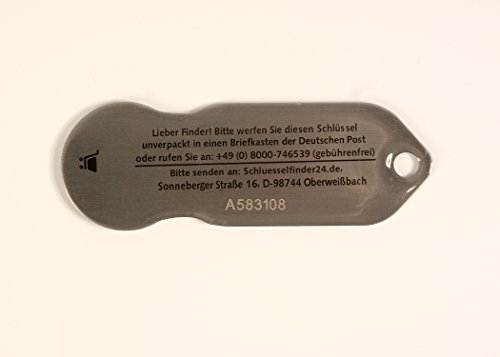 Lieber Finder! Bitte werfen Sie diesen Schlüssel
unverpackt in einen Briefkasten der Deutschen Post
oder rufen Sie an: +49 (0) 8000-746539 (gebührenfrei)
Bitte senden an: Schluesselfinder24.de,
Sonneberger Straße 16, D-98744 Oberweißbach
A583108